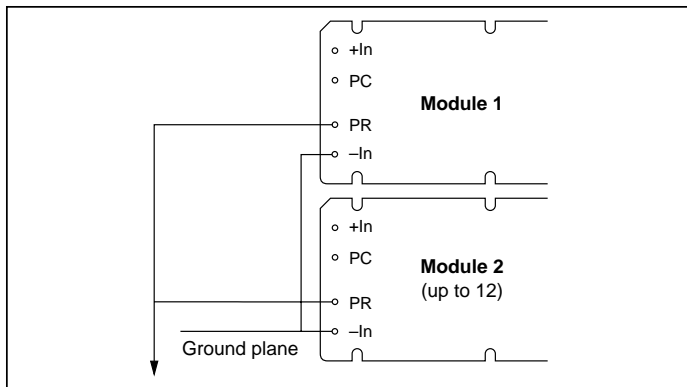 +In
PC
Module 1
PR
–In
+In
PC
Module 2
(up to 12)
PR
–In
Ground plane